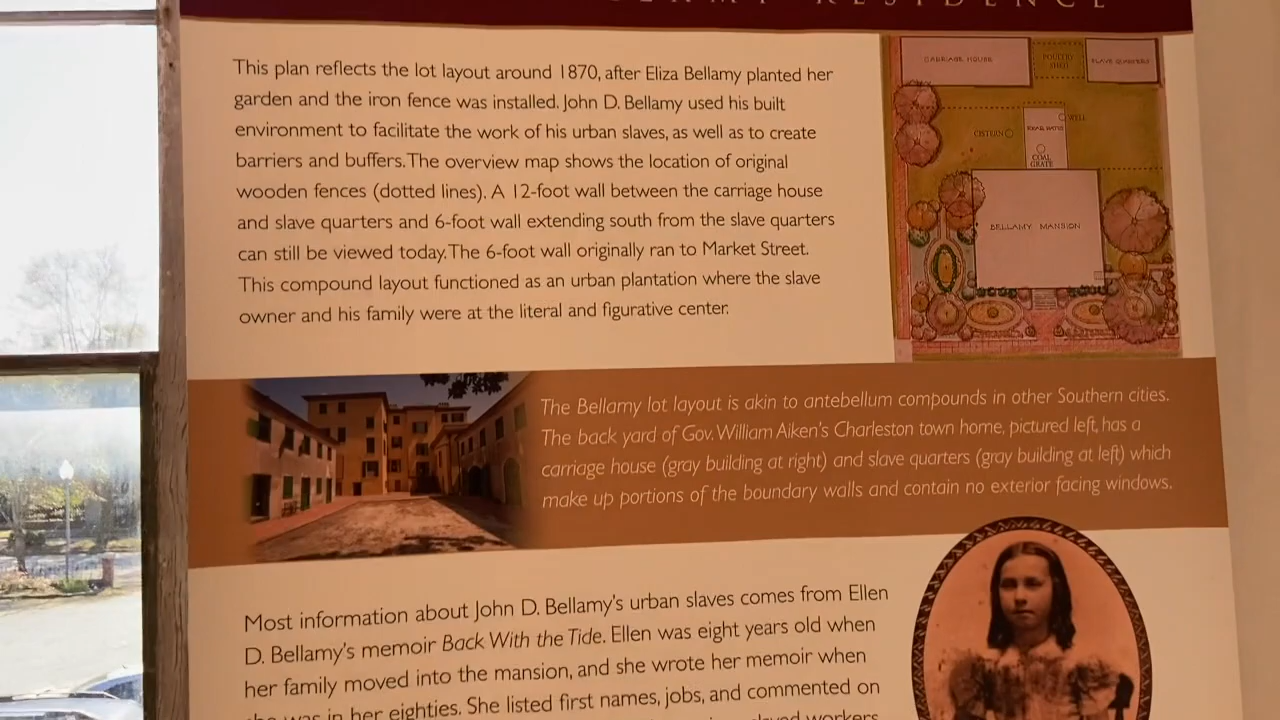 RESIDENCE
This plan reflects the lot layout around 1870, after Eliza Bellamy planted her
garden and the iron fence was installed. John D. Bellamy used his built
environment to facilitate the work of his urban slaves, as well as to create
barriers and buffers. The overview map shows the location of original
wooden fences (dotted lines). A 12-foot wall between the carriage house
and slave quarters and 6-foot wall extending south from the slave quarters
can still be viewed today. The 6-foot wall originally ran to Market Street.
This compound layout functioned as an urban plantation where the slave
owner and his family were at the literal and figurative center.
CARRIAGE HOUSE
POULTRY
SHED
SLAVE QUARTERS
CISTERN
WELL
COAL
GRATE
BELLAMY MANSION
The Bellamy lot layout is akin to antebellum compounds in other Southern cities.
The back yard of Gov. William Aiken's Charleston town home, pictured left, has a
carriage house (gray building at right) and slave quarters (gray building at left) which
make up portions of the boundary walls and contain no exterior facing windows.
Most information about John D. Bellamy's urban slaves comes from Ellen
D. Bellamy's memoir Back With the Tide. Ellen was eight years old when
her family moved into the mansion, and she wrote her memoir when
she was in her eighties. She listed first names, jobs, and commented on
workers